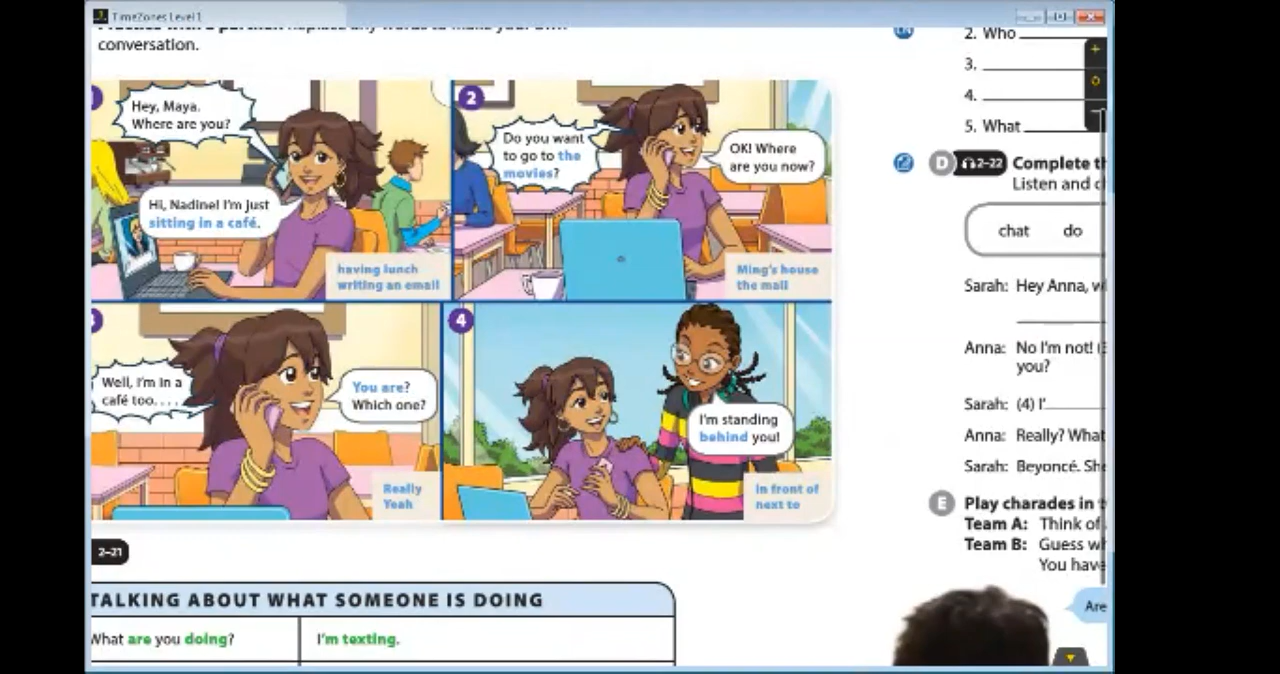 TimeZones Level1
conversation.
Hey, Maya.
Where are you?
Hi, Nadine! I'm just
sitting in a café.
having lunch
writing an email
2
Do you want
to go to the
movies?
OK! Where
are you now?
Ming's house
the mall
Well, I'm in a
café too. . . .
You are?
Which one?
Really
Yeah
4
I'm standing
behind you!
in front of
next to
2–21
TALKING ABOUT WHAT SOMEONE IS DOING
What are you doing?
I'm texting.
2. Who
3.
4.
5. What
D 2–22 Complete th
Listen and c
chat do
Sarah: Hey Anna, w
Anna: No I'm not! (
you?
Sarah: (4) I'
Anna: Really? What
Sarah: Beyoncé. She
E Play charades in
Team A: Think of
Team B: Guess wh
You have
Are